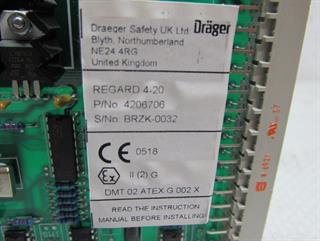 Draeger Safety UK Ltd
Dräger
Blyth, Northumberland
NE24 4RG
United Kingdom
REGARD 4-20
P/No: 4206706
S/No: BRZK-0032
CE 0518
Ex II (2) G
DMT 02 ATEX G 002 X
READ THE INSTRUCTION
MANUAL BEFORE INSTALLING